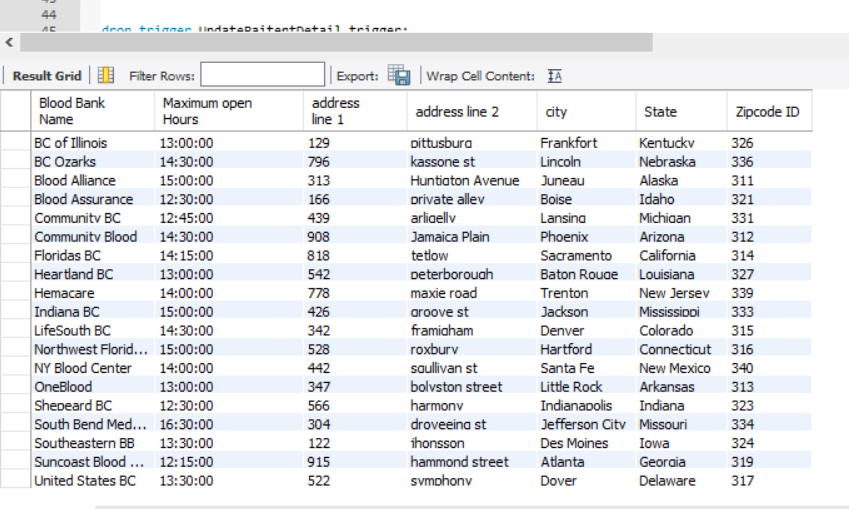 44
45 drop trigger UpdatePaitentDetail_trigger;
Result Grid Filter Rows: Export: Wrap Cell Content: IA
Blood Bank Name Maximum open Hours address line 1 address line 2 city State Zipcode ID
BC of Illinois 13:00:00 129 pittsburg Frankfort Kentucky 326
BC Ozarks 14:30:00 796 kassone st Lincoln Nebraska 336
Blood Alliance 15:00:00 313 Huntigton Avenue Juneau Alaska 311
Blood Assurance 12:30:00 166 private alley Boise Idaho 321
Community BC 12:45:00 439 arligelly Lansing Michigan 331
Community Blood 14:30:00 908 Jamaica Plain Phoenix Arizona 312
Floridas BC 14:15:00 818 tetlow Sacramento California 314
Heartland BC 13:00:00 542 peterborough Baton Rouge Louisiana 327
Hemacare 14:00:00 778 maxie road Trenton New Jersey 339
Indiana BC 15:00:00 426 groove st Jackson Mississippi 333
LifeSouth BC 14:30:00 342 framigham Denver Colorado 315
Northwest Florid... 15:00:00 528 roxbury Hartford Connecticut 316
NY Blood Center 14:00:00 442 squllivan st Santa Fe New Mexico 340
OneBlood 13:00:00 347 bolyston street Little Rock Arkansas 313
Shepeard BC 12:30:00 566 harmony Indianapolis Indiana 323
South Bend Med... 16:30:00 304 droveeing st Jefferson City Missouri 334
Southeastern BB 13:30:00 122 jhonsson Des Moines Iowa 324
Suncoast Blood ... 12:15:00 915 hammond street Atlanta Georgia 319
United States BC 13:30:00 522 symphony Dover Delaware 317